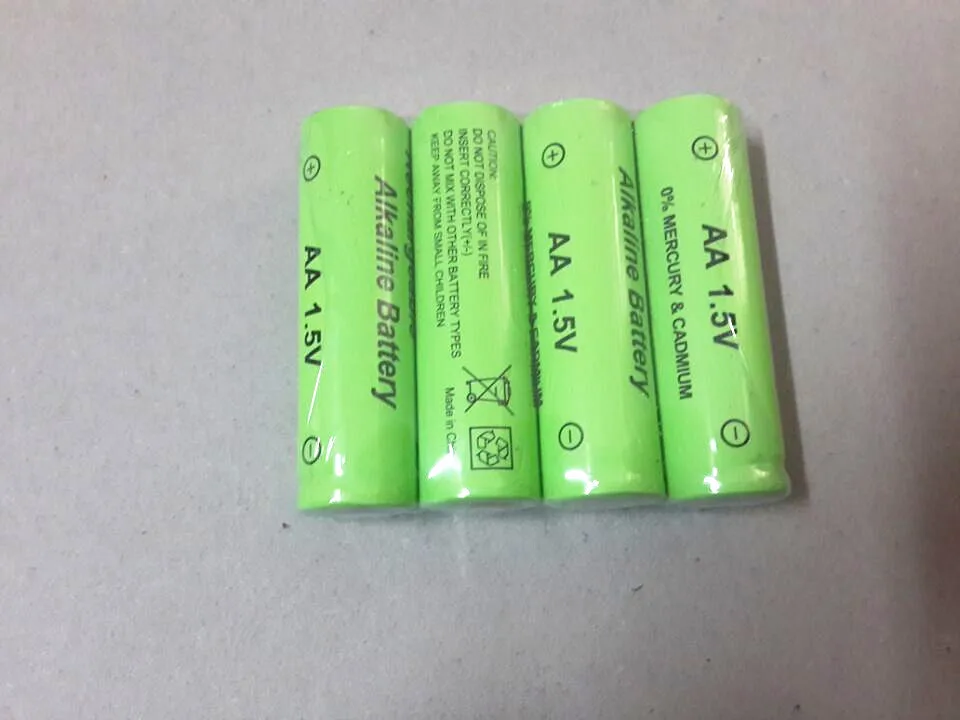 +
AA 1.5V
-
Alkaline Battery
CAUTION:
DO NOT DISPOSE OF IN FIRE
INSERT CORRECTLY(+/-)
DO NOT MIX WITH OTHER BATTERY TYPES
KEEP AWAY FROM SMALL CHILDREN
Made in
+
AA 1.5V
-
Alkaline Battery
+
AA 1.5V
-
0% MERCURY & CADMIUM